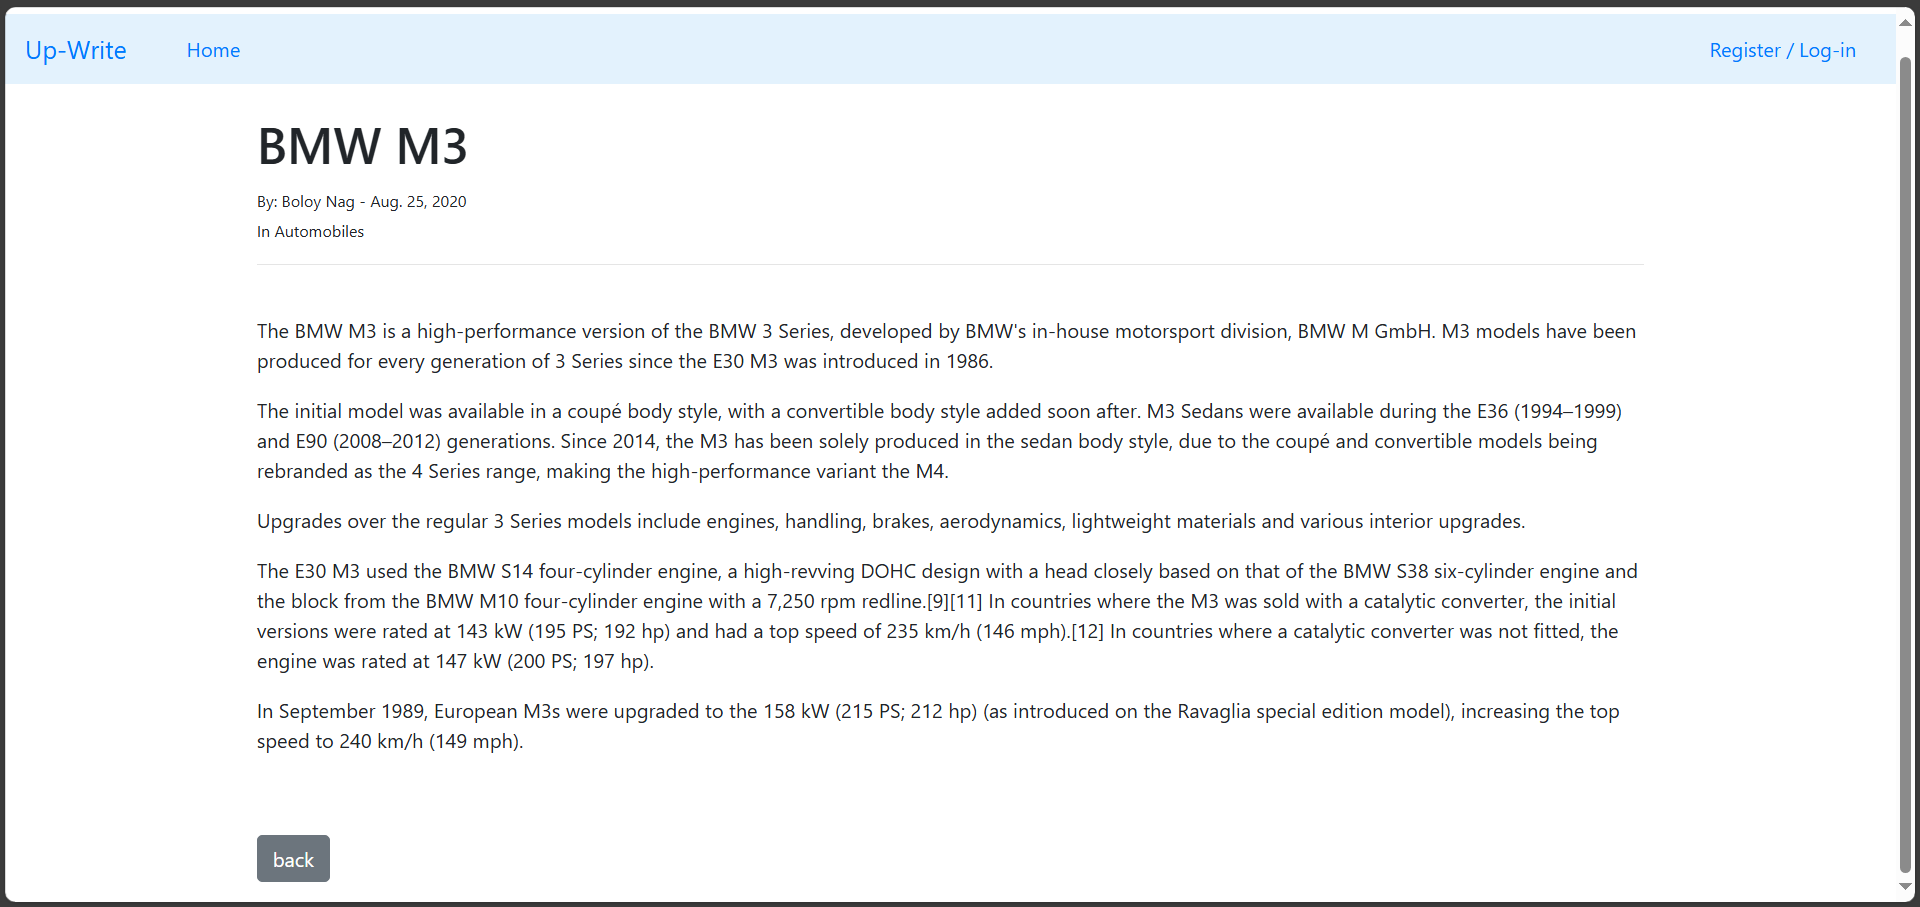 Up-Write Home Register / Log-in
BMW M3
By: Boloy Nag - Aug. 25, 2020
In Automobiles
The BMW M3 is a high-performance version of the BMW 3 Series, developed by BMW's in-house motorsport division, BMW M GmbH. M3 models have been
produced for every generation of 3 Series since the E30 M3 was introduced in 1986.
The initial model was available in a coupé body style, with a convertible body style added soon after. M3 Sedans were available during the E36 (1994–1999)
and E90 (2008–2012) generations. Since 2014, the M3 has been solely produced in the sedan body style, due to the coupé and convertible models being
rebranded as the 4 Series range, making the high-performance variant the M4.
Upgrades over the regular 3 Series models include engines, handling, brakes, aerodynamics, lightweight materials and various interior upgrades.
The E30 M3 used the BMW S14 four-cylinder engine, a high-revving DOHC design with a head closely based on that of the BMW S38 six-cylinder engine and
the block from the BMW M10 four-cylinder engine with a 7,250 rpm redline.[9][11] In countries where the M3 was sold with a catalytic converter, the initial
versions were rated at 143 kW (195 PS; 192 hp) and had a top speed of 235 km/h (146 mph).[12] In countries where a catalytic converter was not fitted, the
engine was rated at 147 kW (200 PS; 197 hp).
In September 1989, European M3s were upgraded to the 158 kW (215 PS; 212 hp) (as introduced on the Ravaglia special edition model), increasing the top
speed to 240 km/h (149 mph).
back